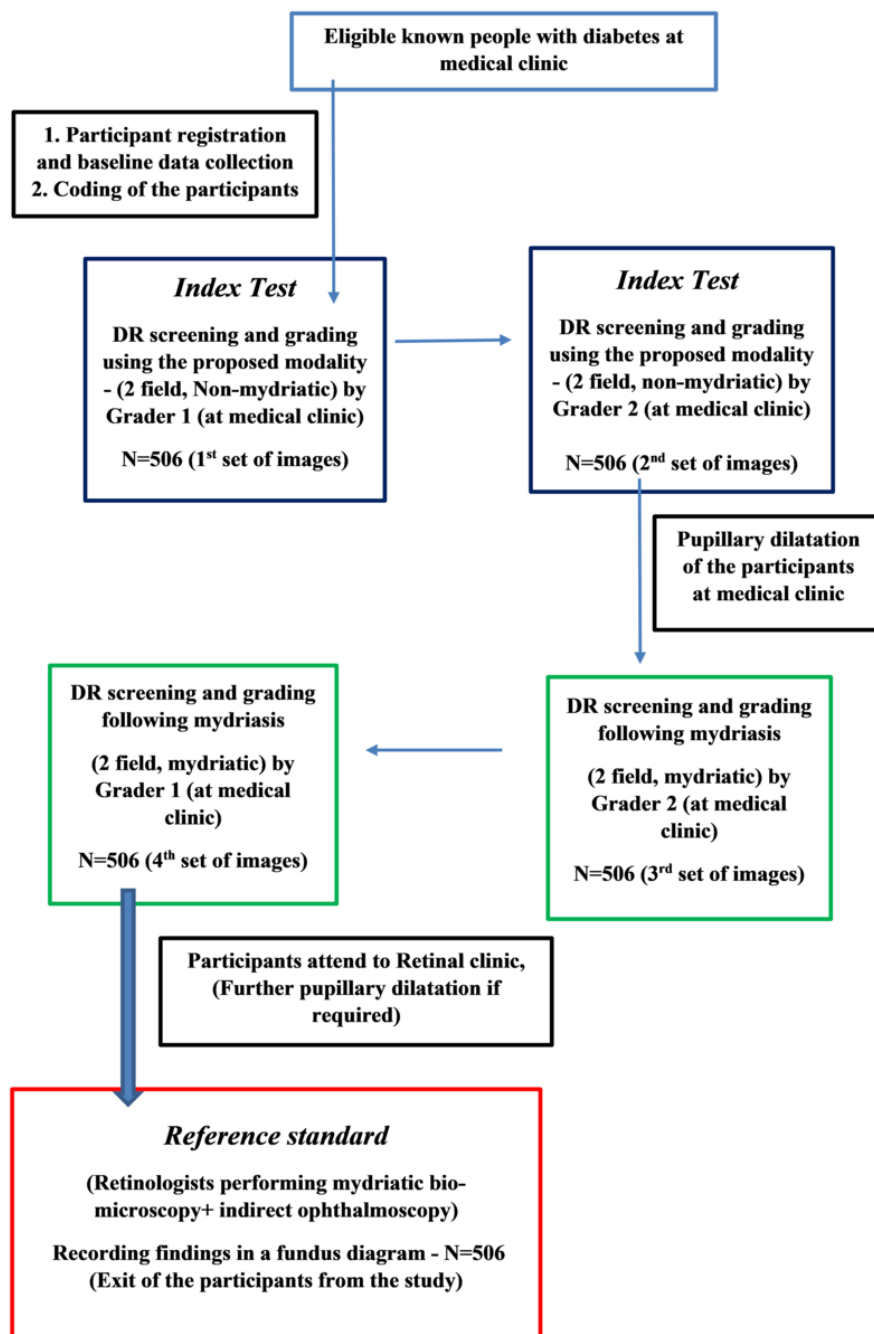 Eligible known people with diabetes at
medical clinic
1. Participant registration
and baseline data collection
2. Coding of the participants
Index Test
DR screening and grading
using the proposed modality
- (2 field, Non-mydriatic) by
Grader 1 (at medical clinic)
N=506 (1st set of images)
Index Test
DR screening and grading
using the proposed modality
- (2 field, non-mydriatic) by
Grader 2 (at medical clinic)
N=506 (2nd set of images)
Pupillary dilatation
of the participants
at medical clinic
DR screening and grading
following mydriasis
(2 field, mydriatic) by
Grader 2 (at medical
clinic)
N=506 (3rd set of images)
DR screening and grading
following mydriasis
(2 field, mydriatic) by
Grader 1 (at medical
clinic)
N=506 (4th set of images)
Participants attend to Retinal clinic,
(Further pupillary dilatation if
required)
Reference standard
(Retinologists performing mydriatic bio-
microscopy+ indirect ophthalmoscopy)
Recording findings in a fundus diagram - N=506
(Exit of the participants from the study)